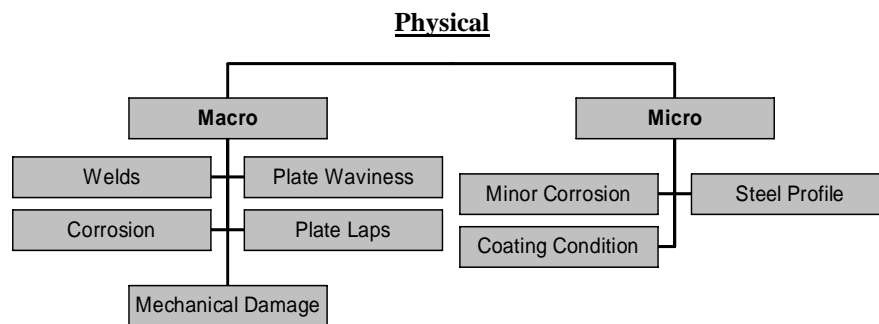 Physical
Macro
Micro
Welds
Plate Waviness
Minor Corrosion
Steel Profile
Corrosion
Plate Laps
Coating Condition
Mechanical Damage